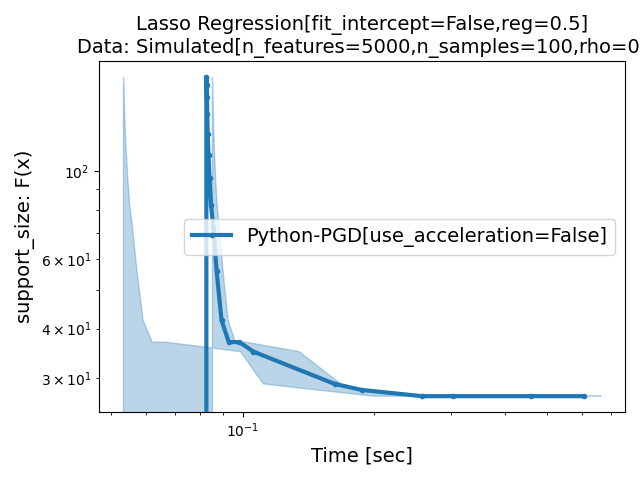 Lasso Regression[fit_intercept=False,reg=0.5]
Data: Simulated[n_features=5000,n_samples=100,rho=0
support_size: F(x)
10²
6 × 10¹
4 × 10¹
3 × 10¹
Python-PGD[use_acceleration=False]
10⁻¹
Time [sec]